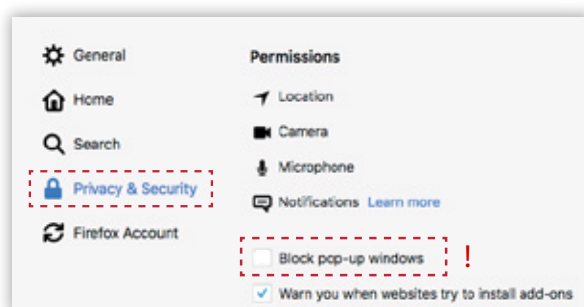 General
Home
Search
Privacy & Security
Firefox Account
Permissions
Location
Camera
Microphone
Notifications Learn more
Block pop-up windows !
Warn you when websites try to install add-ons